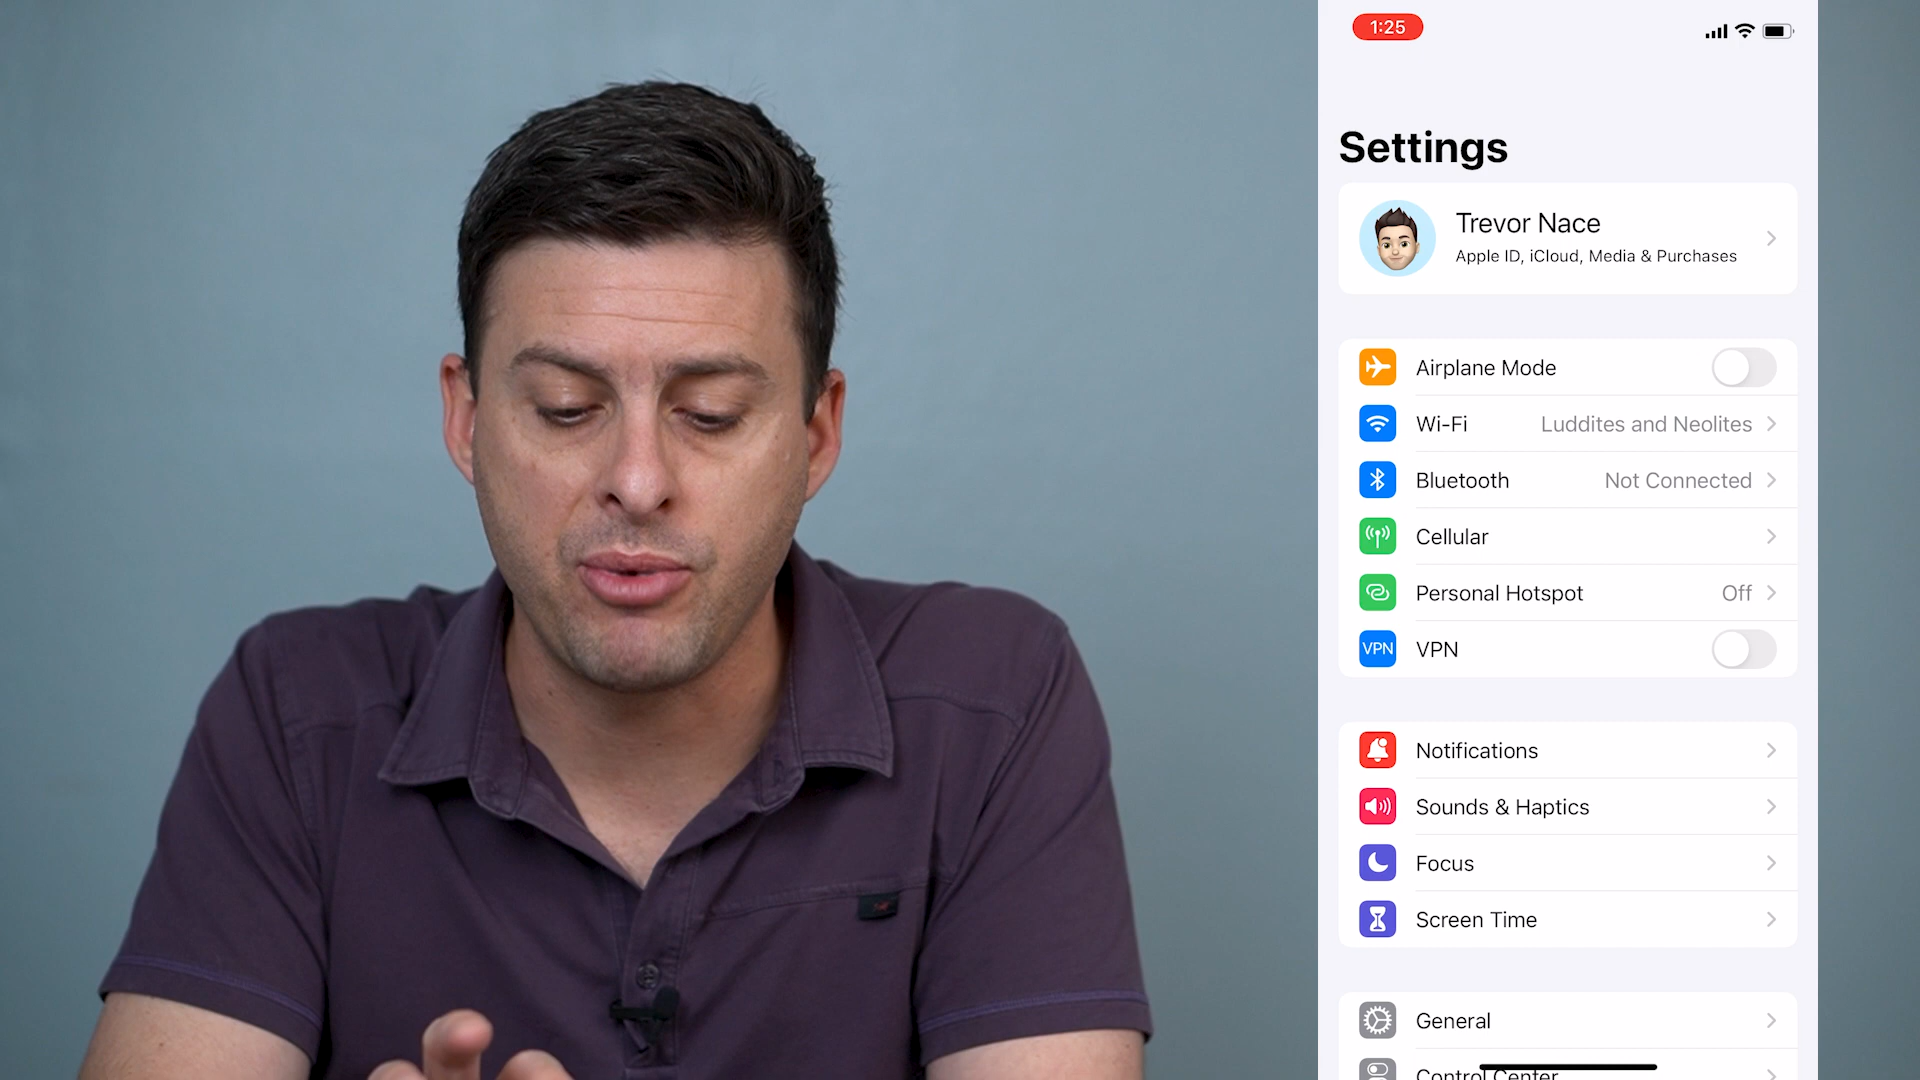 1:25
Settings
Trevor Nace
Apple ID, iCloud, Media & Purchases
Airplane Mode
Wi-Fi Luddites and Neolites
Bluetooth Not Connected
Cellular
Personal Hotspot Off
VPN VPN
Notifications
Sounds & Haptics
Focus
Screen Time
General
Control Center